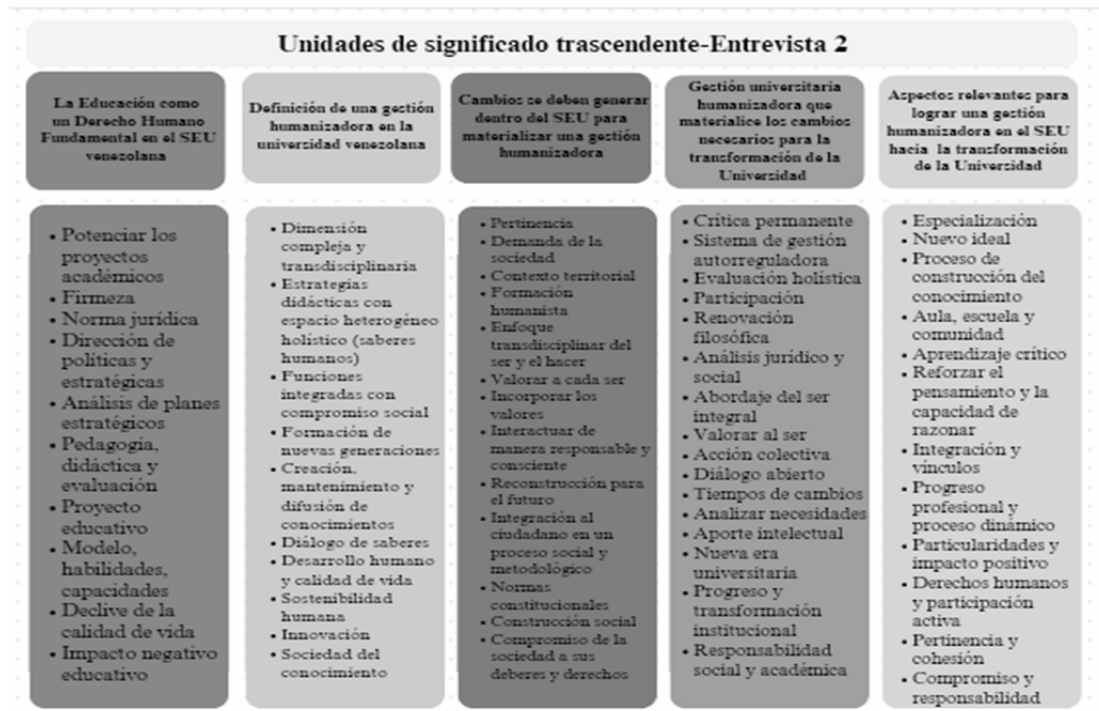 Unidades de significado trascendente-Entrevista 2
La Educación como
un Derecho Humano
Fundamental en el SEU
venezolana
Definición de una gestión
humanizadora en la
universidad venezolana
Cambios se deben generar
dentro del SEU para
materializar una gestión
humanizadora
Gestión universitaria
humanizadora que
materialice los cambios
necesarios para la
transformación de la
Universidad
Aspectos relevantes para
lograr una gestión
humanizadora en el SEU
hacia la transformación
de la Universidad
• Potenciar los
proyectos
académicos
• Firmeza
• Norma jurídica
• Dirección de
políticas y
estratégicas
• Análisis de planes
estratégicos
• Pedagogía,
didáctica y
evaluación
• Proyecto
educativo
• Modelo,
habilidades,
capacidades
• Declive de la
calidad de vida
• Impacto negativo
educativo
• Dimensión
compleja y
transdisciplinaria
• Estrategias
didácticas con
espacio heterogéneo
holístico (saberes
humanos)
• Funciones
integradas con
compromiso social
• Formación de
nuevas generaciones
• Creación,
mantenimiento y
difusión de
conocimientos
• Diálogo de saberes
• Desarrollo humano
y calidad de vida
• Sostenibilidad
humana
• Innovación
• Sociedad del
conocimiento
• Pertinencia
• Demanda de la
sociedad
• Contexto territorial
• Formación
humanista
• Enfoque
transdisciplinar del
ser y el hacer
• Valorar a cada ser
• Incorporar los
valores
• Interactuar de
manera responsable y
consciente
• Reconstrucción para
el futuro
• Integración al
ciudadano en un
proceso social y
metodológico
• Normas
constitucionales
• Construcción social
• Compromiso de la
sociedad a sus
deberes y derechos
• Crítica permanente
• Sistema de gestión
autorreguladora
• Evaluación holística
• Participación
• Renovación
filosófica
• Análisis jurídico y
social
• Abordaje del ser
integral
• Valorar al ser
• Acción colectiva
• Diálogo abierto
• Tiempos de cambios
• Analizar necesidades
• Aporte intelectual
• Nueva era
universitaria
• Progreso y
transformación
institucional
• Responsabilidad
social y académica
• Especialización
• Nuevo ideal
• Proceso de
construcción del
conocimiento
• Aula, escuela y
comunidad
• Aprendizaje crítico
• Reforzar el
pensamiento y la
capacidad de
razonar
• Integración y
vínculos
• Progreso
profesional y
proceso dinámico
• Particularidades y
impacto positivo
• Derechos humanos
y participación
activa
• Pertinencia y
cohesión
• Compromiso y
responsabilidad